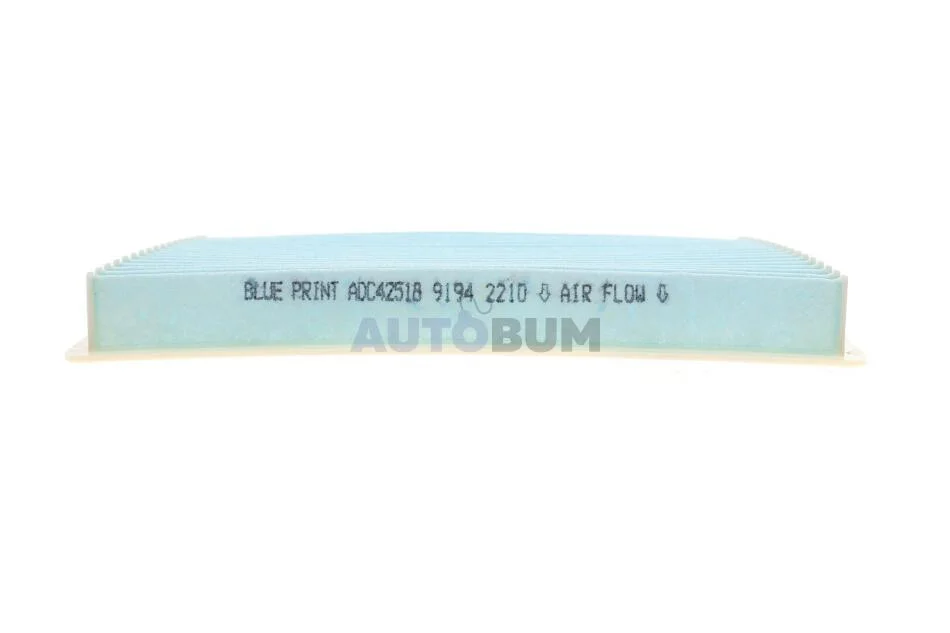 BLUE PRINT ADC42518 9194 2210 ⇩ AIR FLOW ⇩
AUTOBUM